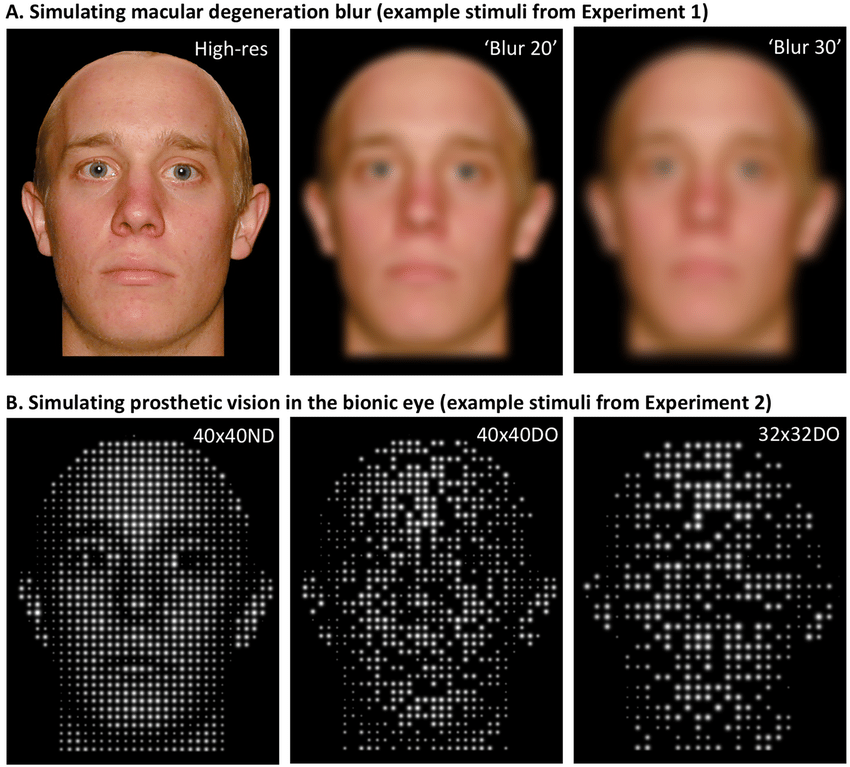 A. Simulating macular degeneration blur (example stimuli from Experiment 1)
High-res
‘Blur 20’
‘Blur 30’
B. Simulating prosthetic vision in the bionic eye (example stimuli from Experiment 2)
40x40ND
40x40DO
32x32DO